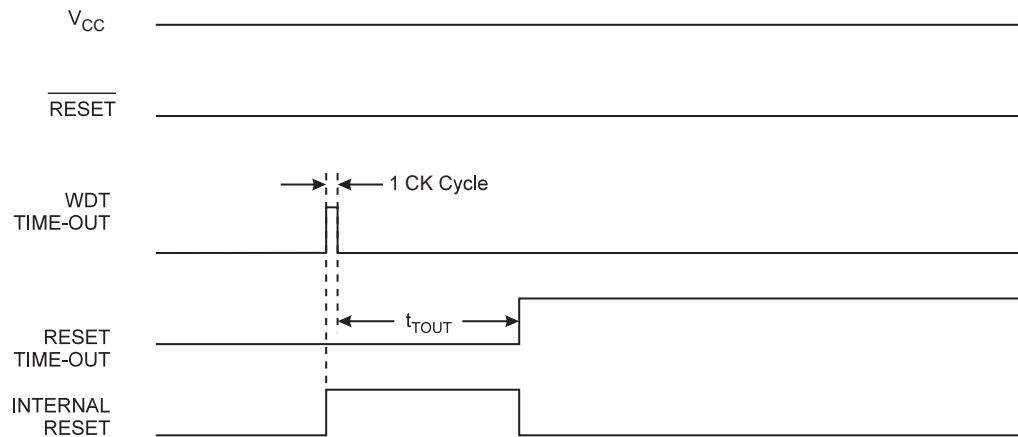 VCC
RESET
1 CK Cycle
WDT
TIME-OUT
tTOUT
RESET
TIME-OUT
INTERNAL
RESET